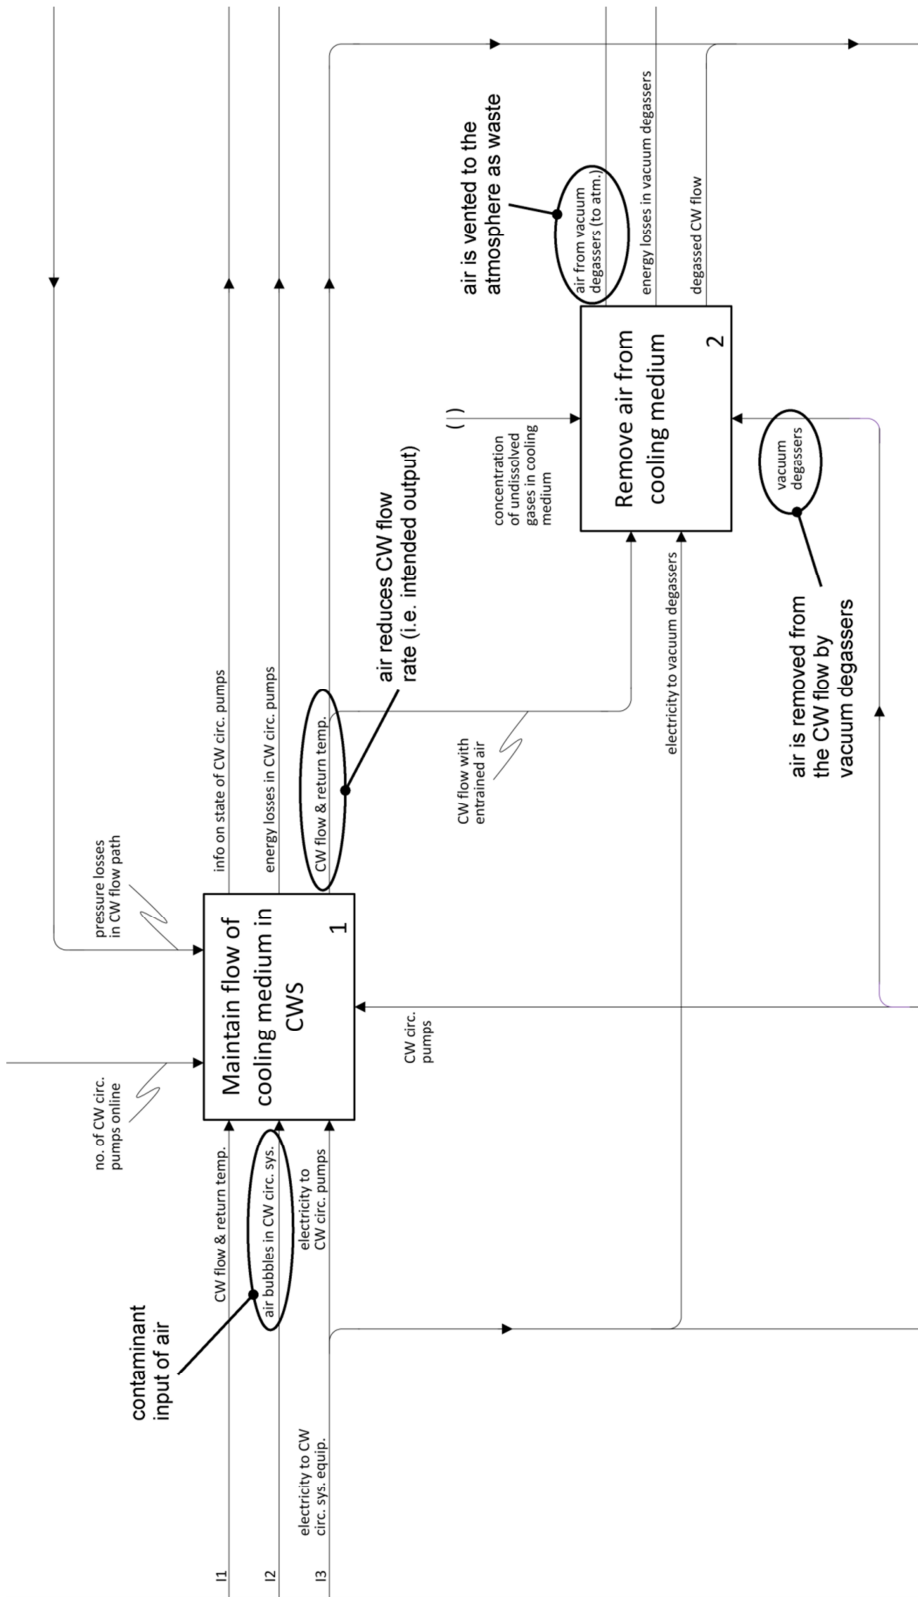 contaminant
input of air
I1
I2
I3
electricity to CW
circ. sys. equip.
CW flow & return temp.
air bubbles in CW circ. sys.
electricity to
CW circ. pumps
no. of CW circ.
pumps online
pressure losses
in CW flow path
Maintain flow of
cooling medium in
CWS
1
CW circ.
pumps
info on state of CW circ. pumps
energy losses in CW circ. pumps
CW flow & return temp.
air reduces CW flow
rate (i.e. intended output)
CW flow with
entrained air
electricity to vacuum degassers
concentration
of undissolved
gases in cooling
medium
( )
Remove air from
cooling medium
2
air is vented to the
atmosphere as waste
air from vacuum
degassers (to atm.)
energy losses in vacuum degassers
degassed CW flow
vacuum
degassers
air is removed from
the CW flow by
vacuum degassers